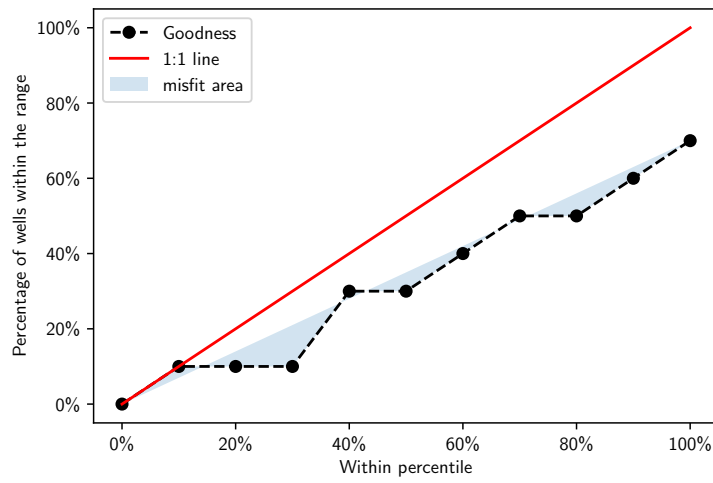 100%
80%
60%
40%
20%
0%
Percentage of wells within the range
Goodness
1:1 line
misfit area
0%
20%
40%
60%
80%
100%
Within percentile